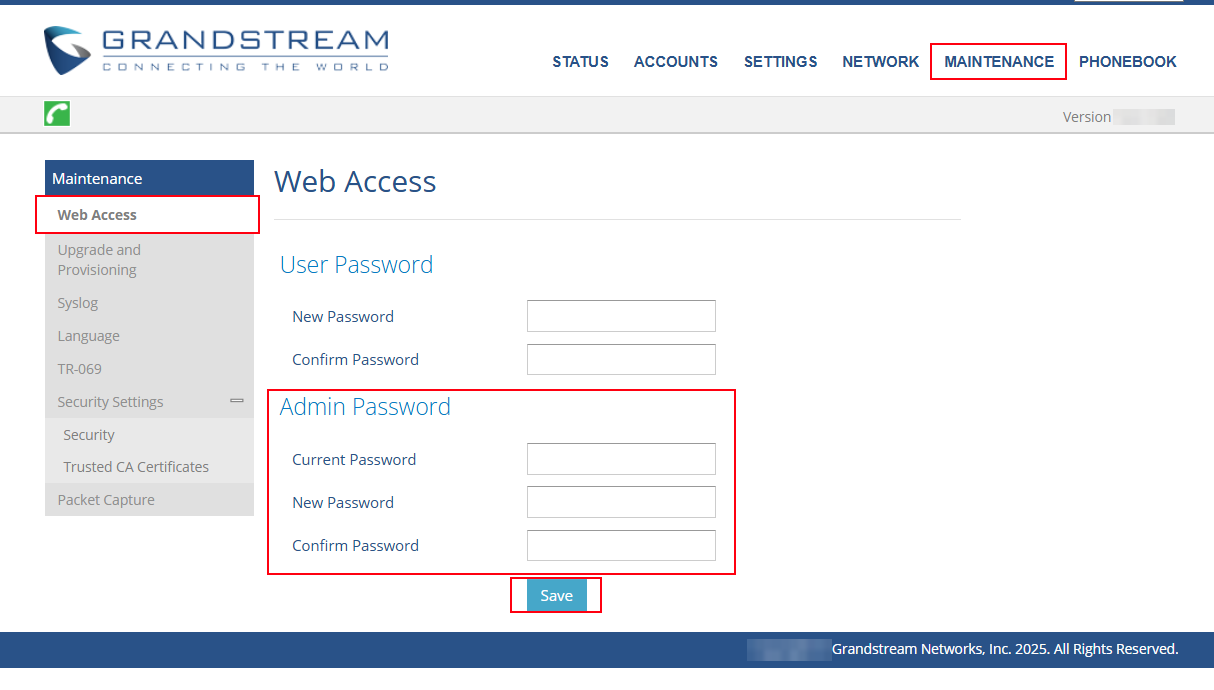 GRANDSTREAM
CONNECTING THE WORLD
STATUS ACCOUNTS SETTINGS NETWORK MAINTENANCE PHONEBOOK
Version
Maintenance
Web Access
Upgrade and
Provisioning
Syslog
Language
TR-069
Security Settings
Security
Trusted CA Certificates
Packet Capture
Web Access
User Password
New Password
Confirm Password
Admin Password
Current Password
New Password
Confirm Password
Save
Grandstream Networks, Inc. 2025. All Rights Reserved.